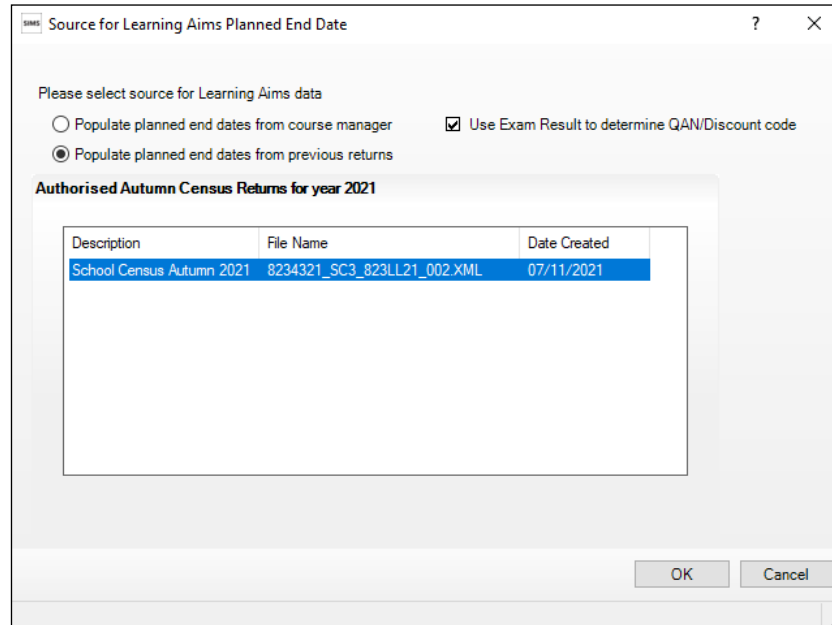 SIMS Source for Learning Aims Planned End Date ? ×
Please select source for Learning Aims data
Populate planned end dates from course manager Use Exam Result to determine QAN/Discount code
Populate planned end dates from previous returns
Authorised Autumn Census Returns for year 2021
Description File Name Date Created
School Census Autumn 2021 8234321_SC3_823LL21_002.XML 07/11/2021
OK Cancel